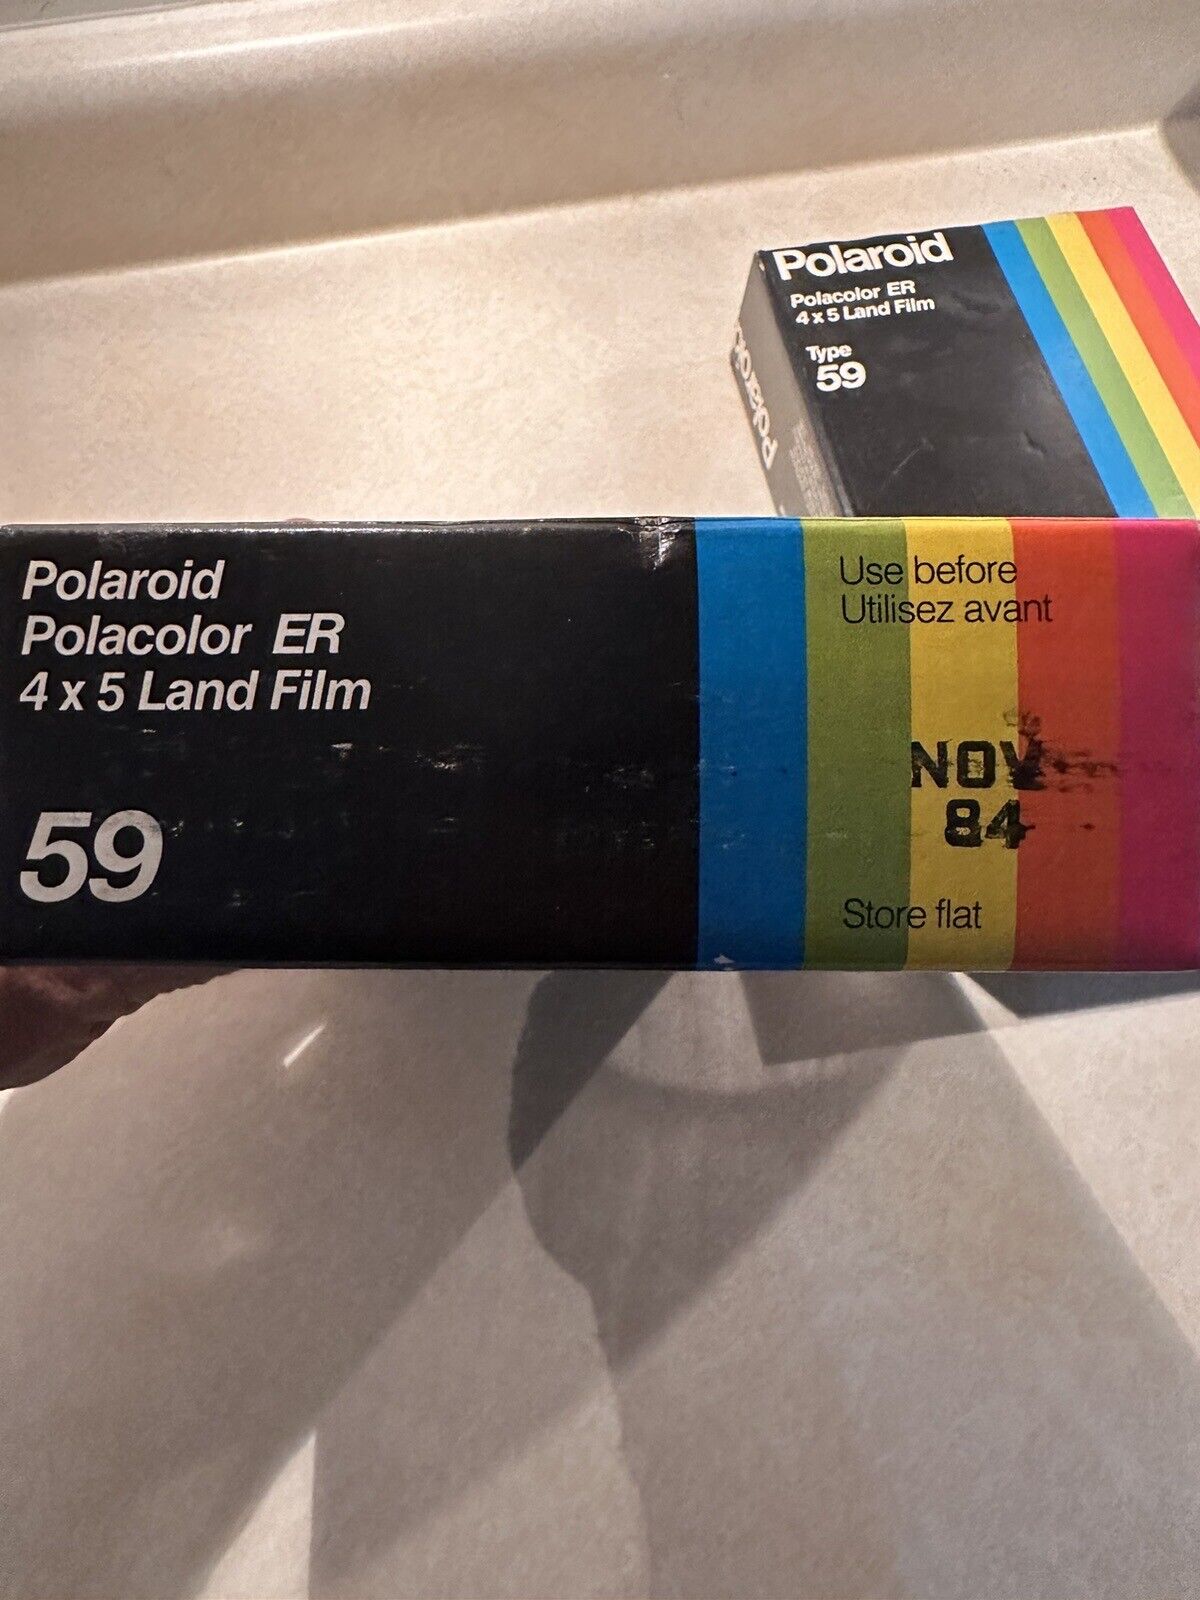 Polaroid
Polacolor ER
4 x 5 Land Film
Type
59
Polaroid
Polaroid
Polacolor ER
4 x 5 Land Film
59
Use before
Utilisez avant
NOV
84
Store flat